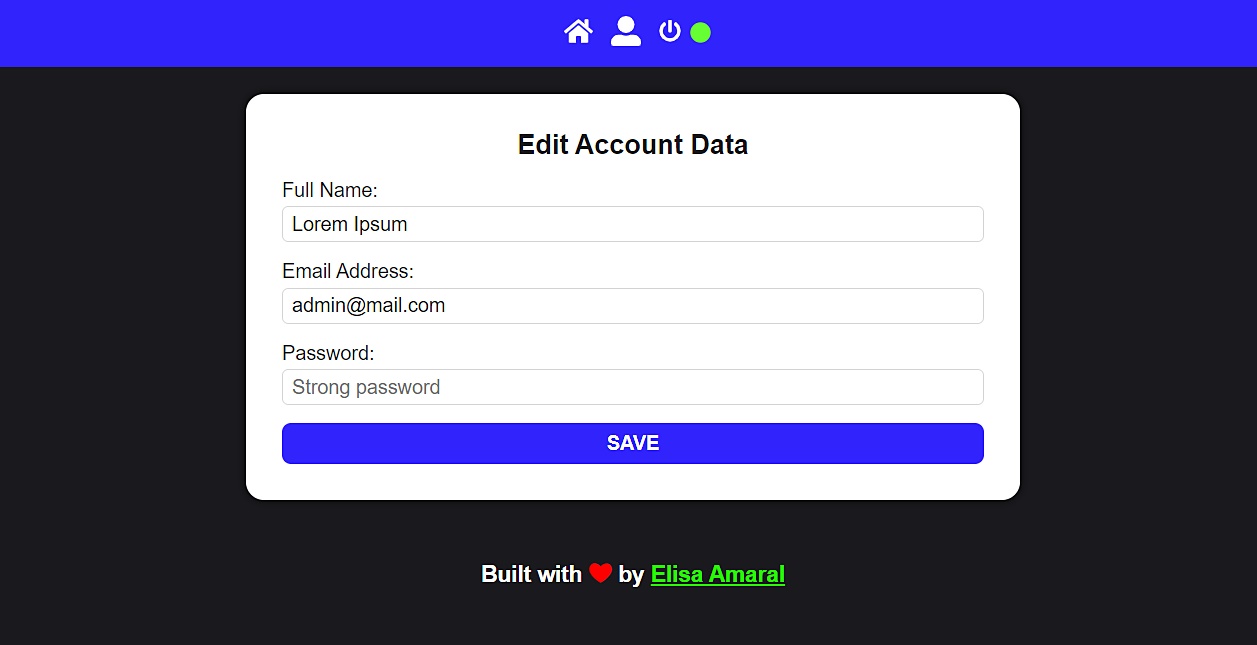 Edit Account Data
Full Name:
Lorem Ipsum
Email Address:
admin@mail.com
Password:
Strong password
SAVE
Built with ❤ by Elisa Amaral